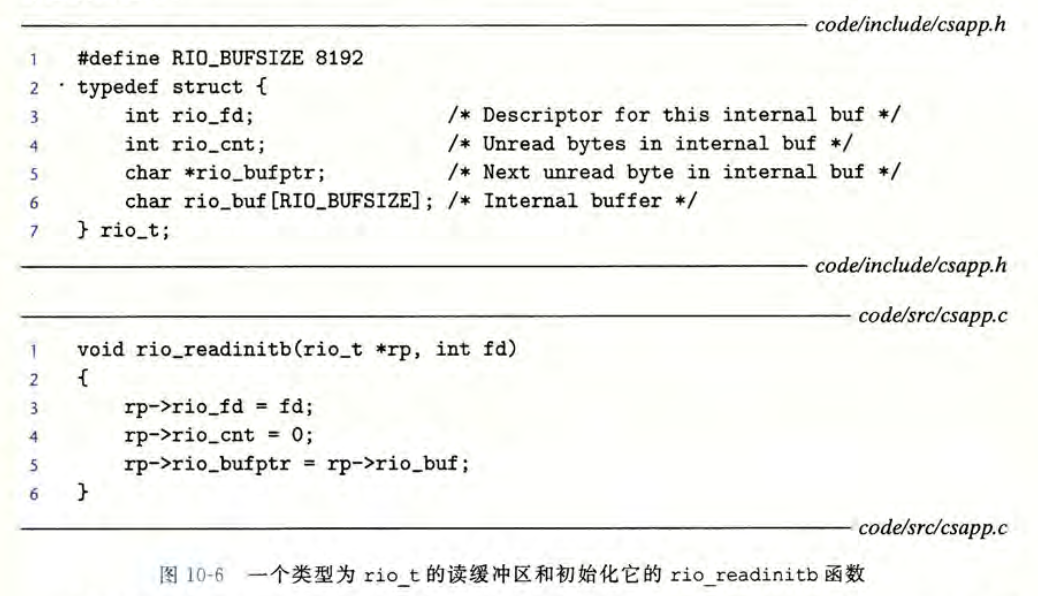 code/include/csapp.h
1 #define RIO_BUFSIZE 8192
2 typedef struct {
3     int rio_fd;                /* Descriptor for this internal buf */
4     int rio_cnt;               /* Unread bytes in internal buf */
5     char *rio_bufptr;          /* Next unread byte in internal buf */
6     char rio_buf[RIO_BUFSIZE]; /* Internal buffer */
7 } rio_t;
code/include/csapp.h
code/src/csapp.c
1 void rio_readinitb(rio_t *rp, int fd)
2 {
3     rp->rio_fd = fd;
4     rp->rio_cnt = 0;
5     rp->rio_bufptr = rp->rio_buf;
6 }
code/src/csapp.c
图 10-6 一个类型为 rio_t 的读缓冲区和初始化它的 rio_readinitb 函数